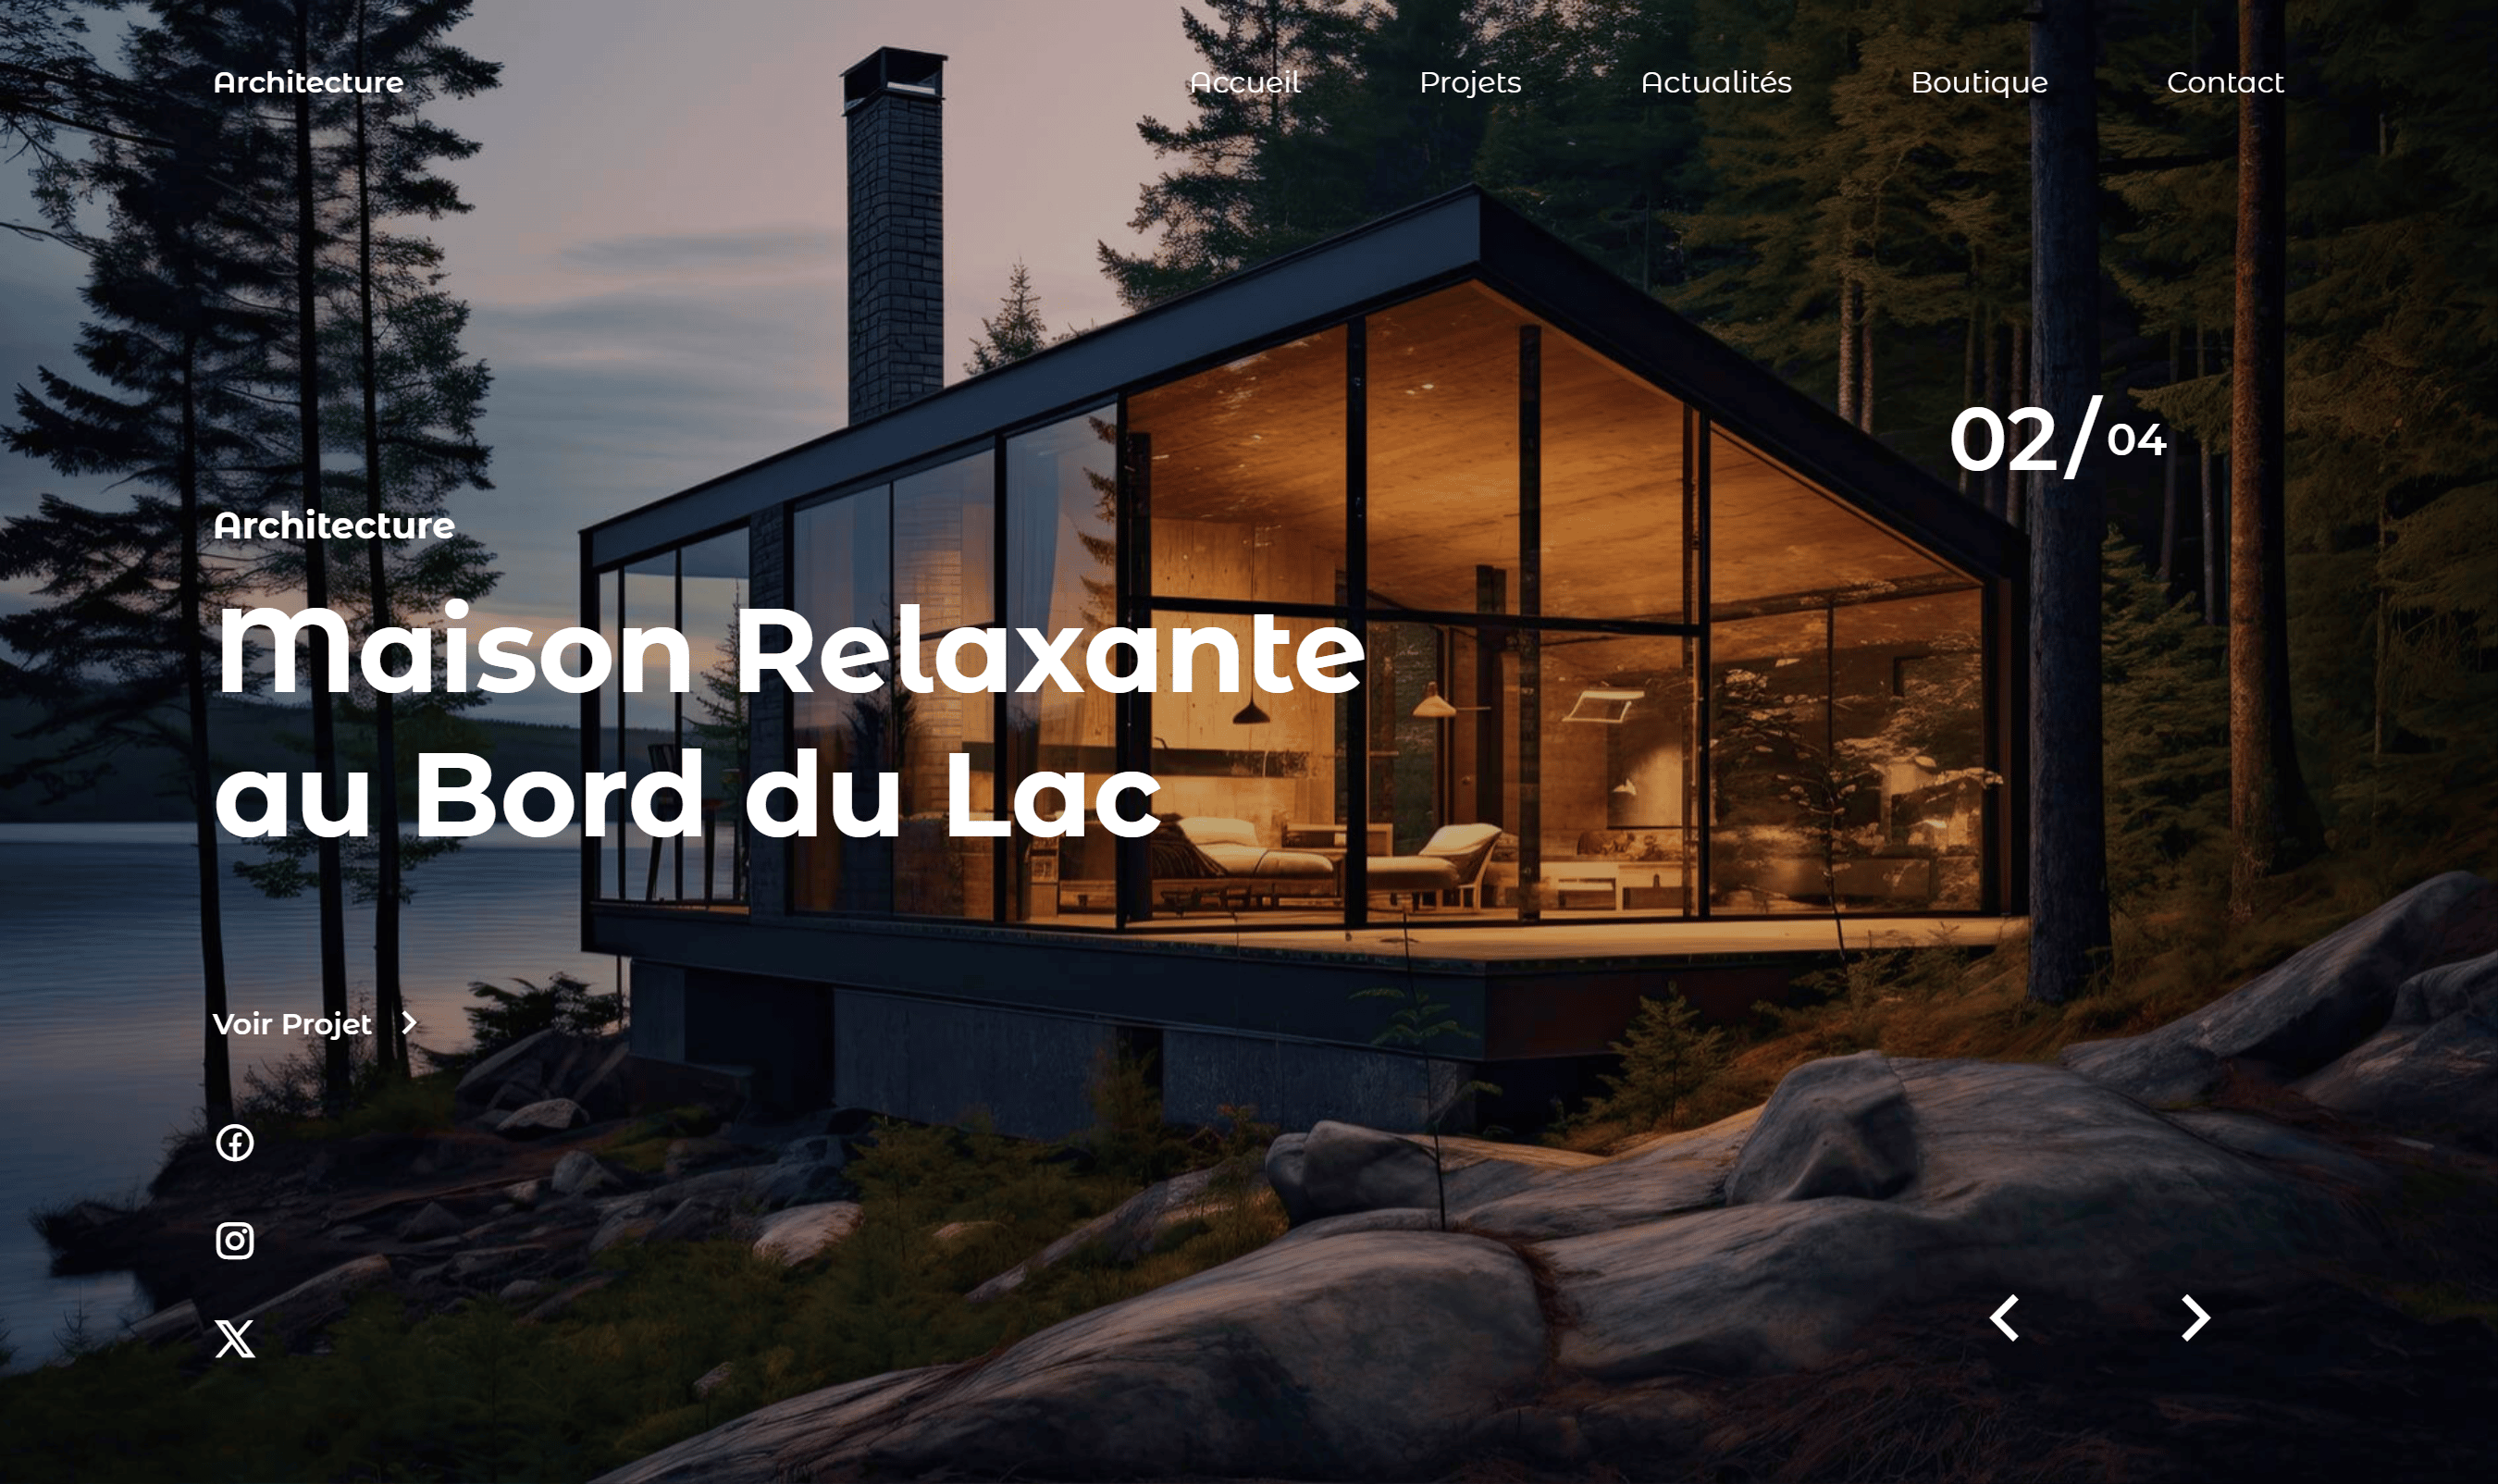 Architecture
Accueil Projets Actualités Boutique Contact
02/04
Architecture
Maison Relaxante
au Bord du Lac
Voir Projet